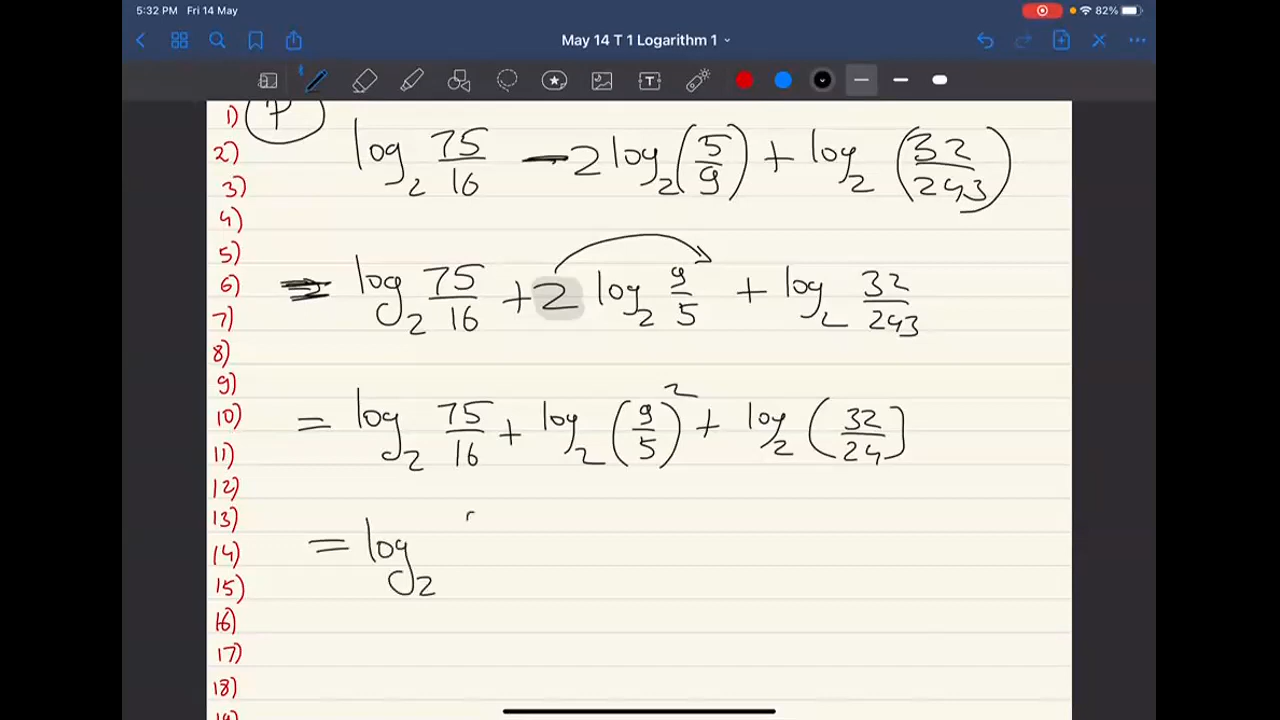 5:32 PM Fri 14 May 82%
May 14 T 1 Logarithm 1
T
1)
2) log₂ 75/16 - 2 log₂ (5/9) + log₂ (32/243)
3)
4)
5)
6) = log₂ 75/16 + 2 log₂ 9/5 + log₂ 32/243
7)
8)
9)
10) = log₂ 75/16 + log₂ (9/5)² + log₂ (32/24)
11)
12)
13)
14) = log₂
15)
16)
17)
18)